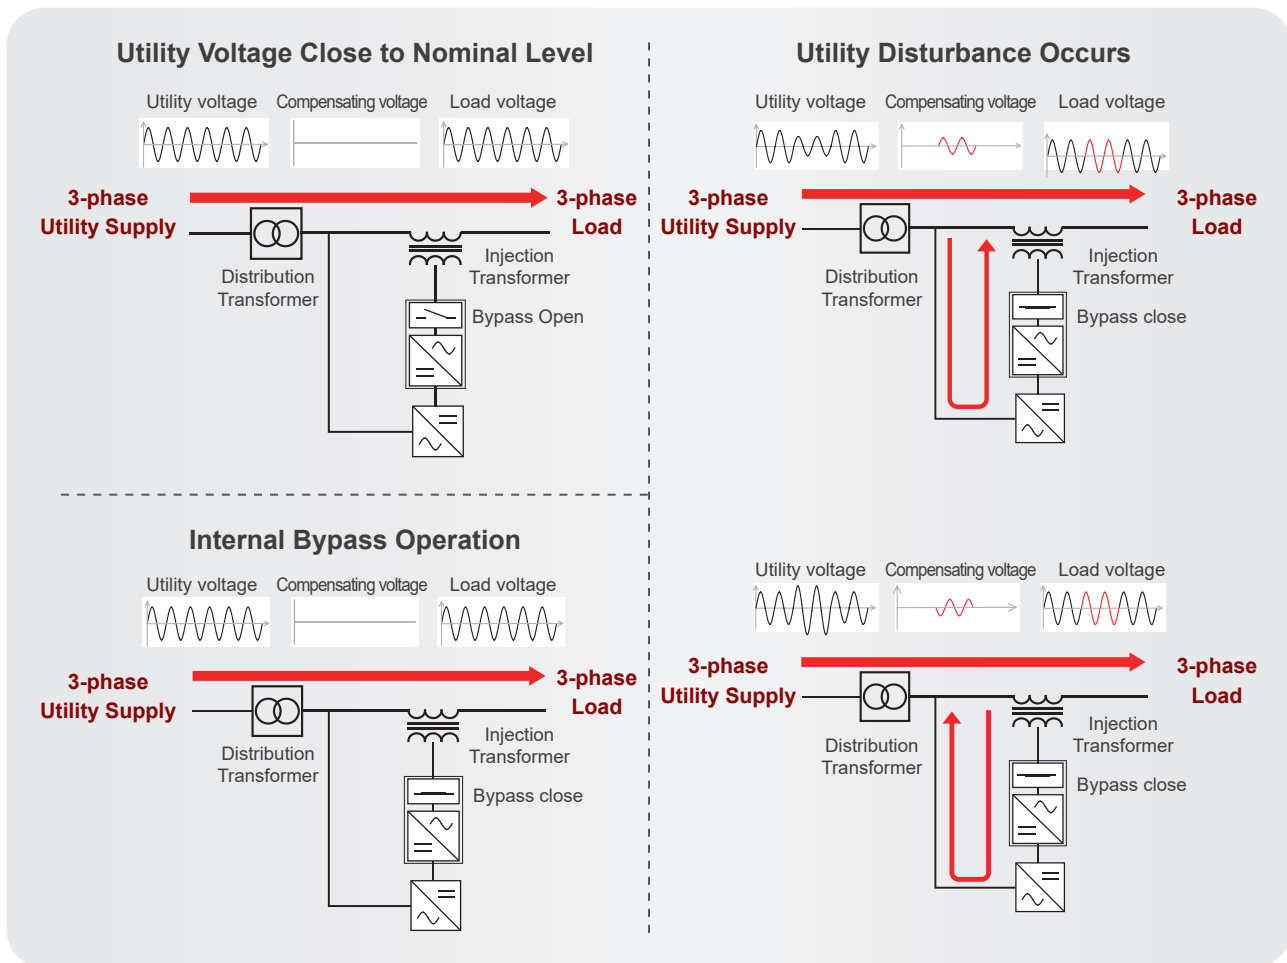 Utility Voltage Close to Nominal Level
Utility voltage
Compensating voltage
Load voltage
3-phase
Utility Supply
3-phase
Load
Distribution
Transformer
Injection
Transformer
Bypass Open
Utility Disturbance Occurs
Utility voltage
Compensating voltage
Load voltage
3-phase
Utility Supply
3-phase
Load
Distribution
Transformer
Injection
Transformer
Bypass close
Internal Bypass Operation
Utility voltage
Compensating voltage
Load voltage
3-phase
Utility Supply
3-phase
Load
Distribution
Transformer
Injection
Transformer
Bypass close
Utility voltage
Compensating voltage
Load voltage
3-phase
Utility Supply
3-phase
Load
Distribution
Transformer
Injection
Transformer
Bypass close